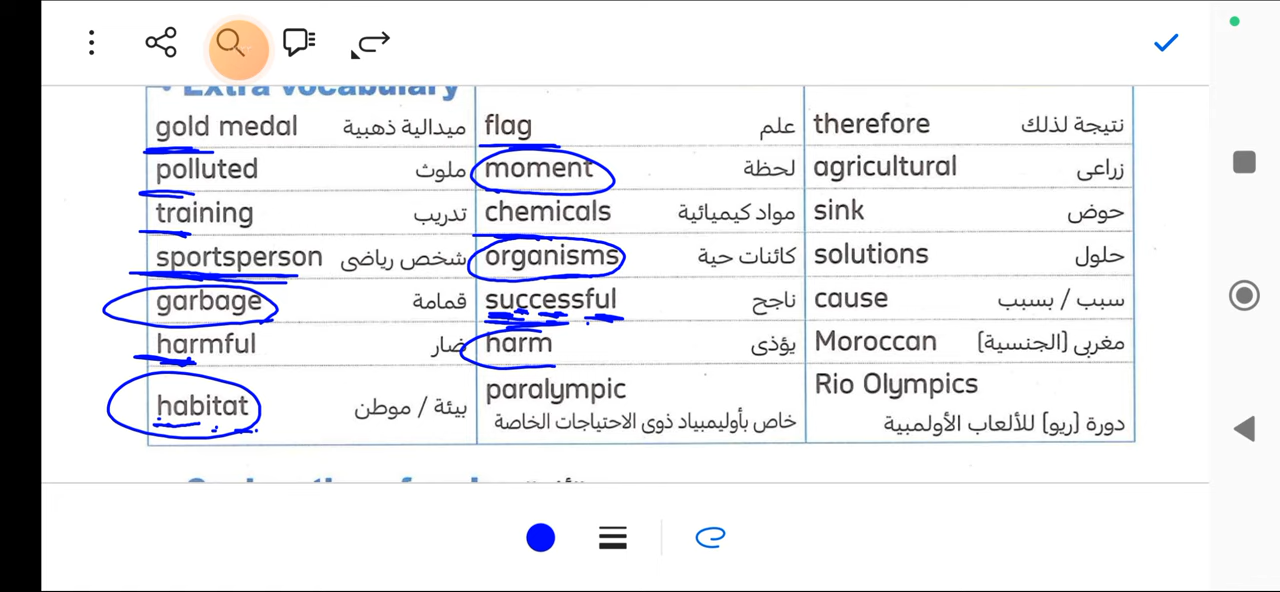 • Extra vocabulary
gold medal ميدالية ذهبية flag علم therefore نتيجة لذلك
polluted ملوث moment لحظة agricultural زراعى
training تدريب chemicals مواد كيميائية sink حوض
sportsperson شخص رياضى organisms كائنات حية solutions حلول
garbage قمامة successful ناجح cause سبب / بسبب
harmful ضار harm يؤذى Moroccan مغربى (الجنسية)
habitat بيئة / موطن paralympic خاص بأوليمبياد ذوى الاحتياجات الخاصة Rio Olympics دورة (ريو) للألعاب الأولمبية